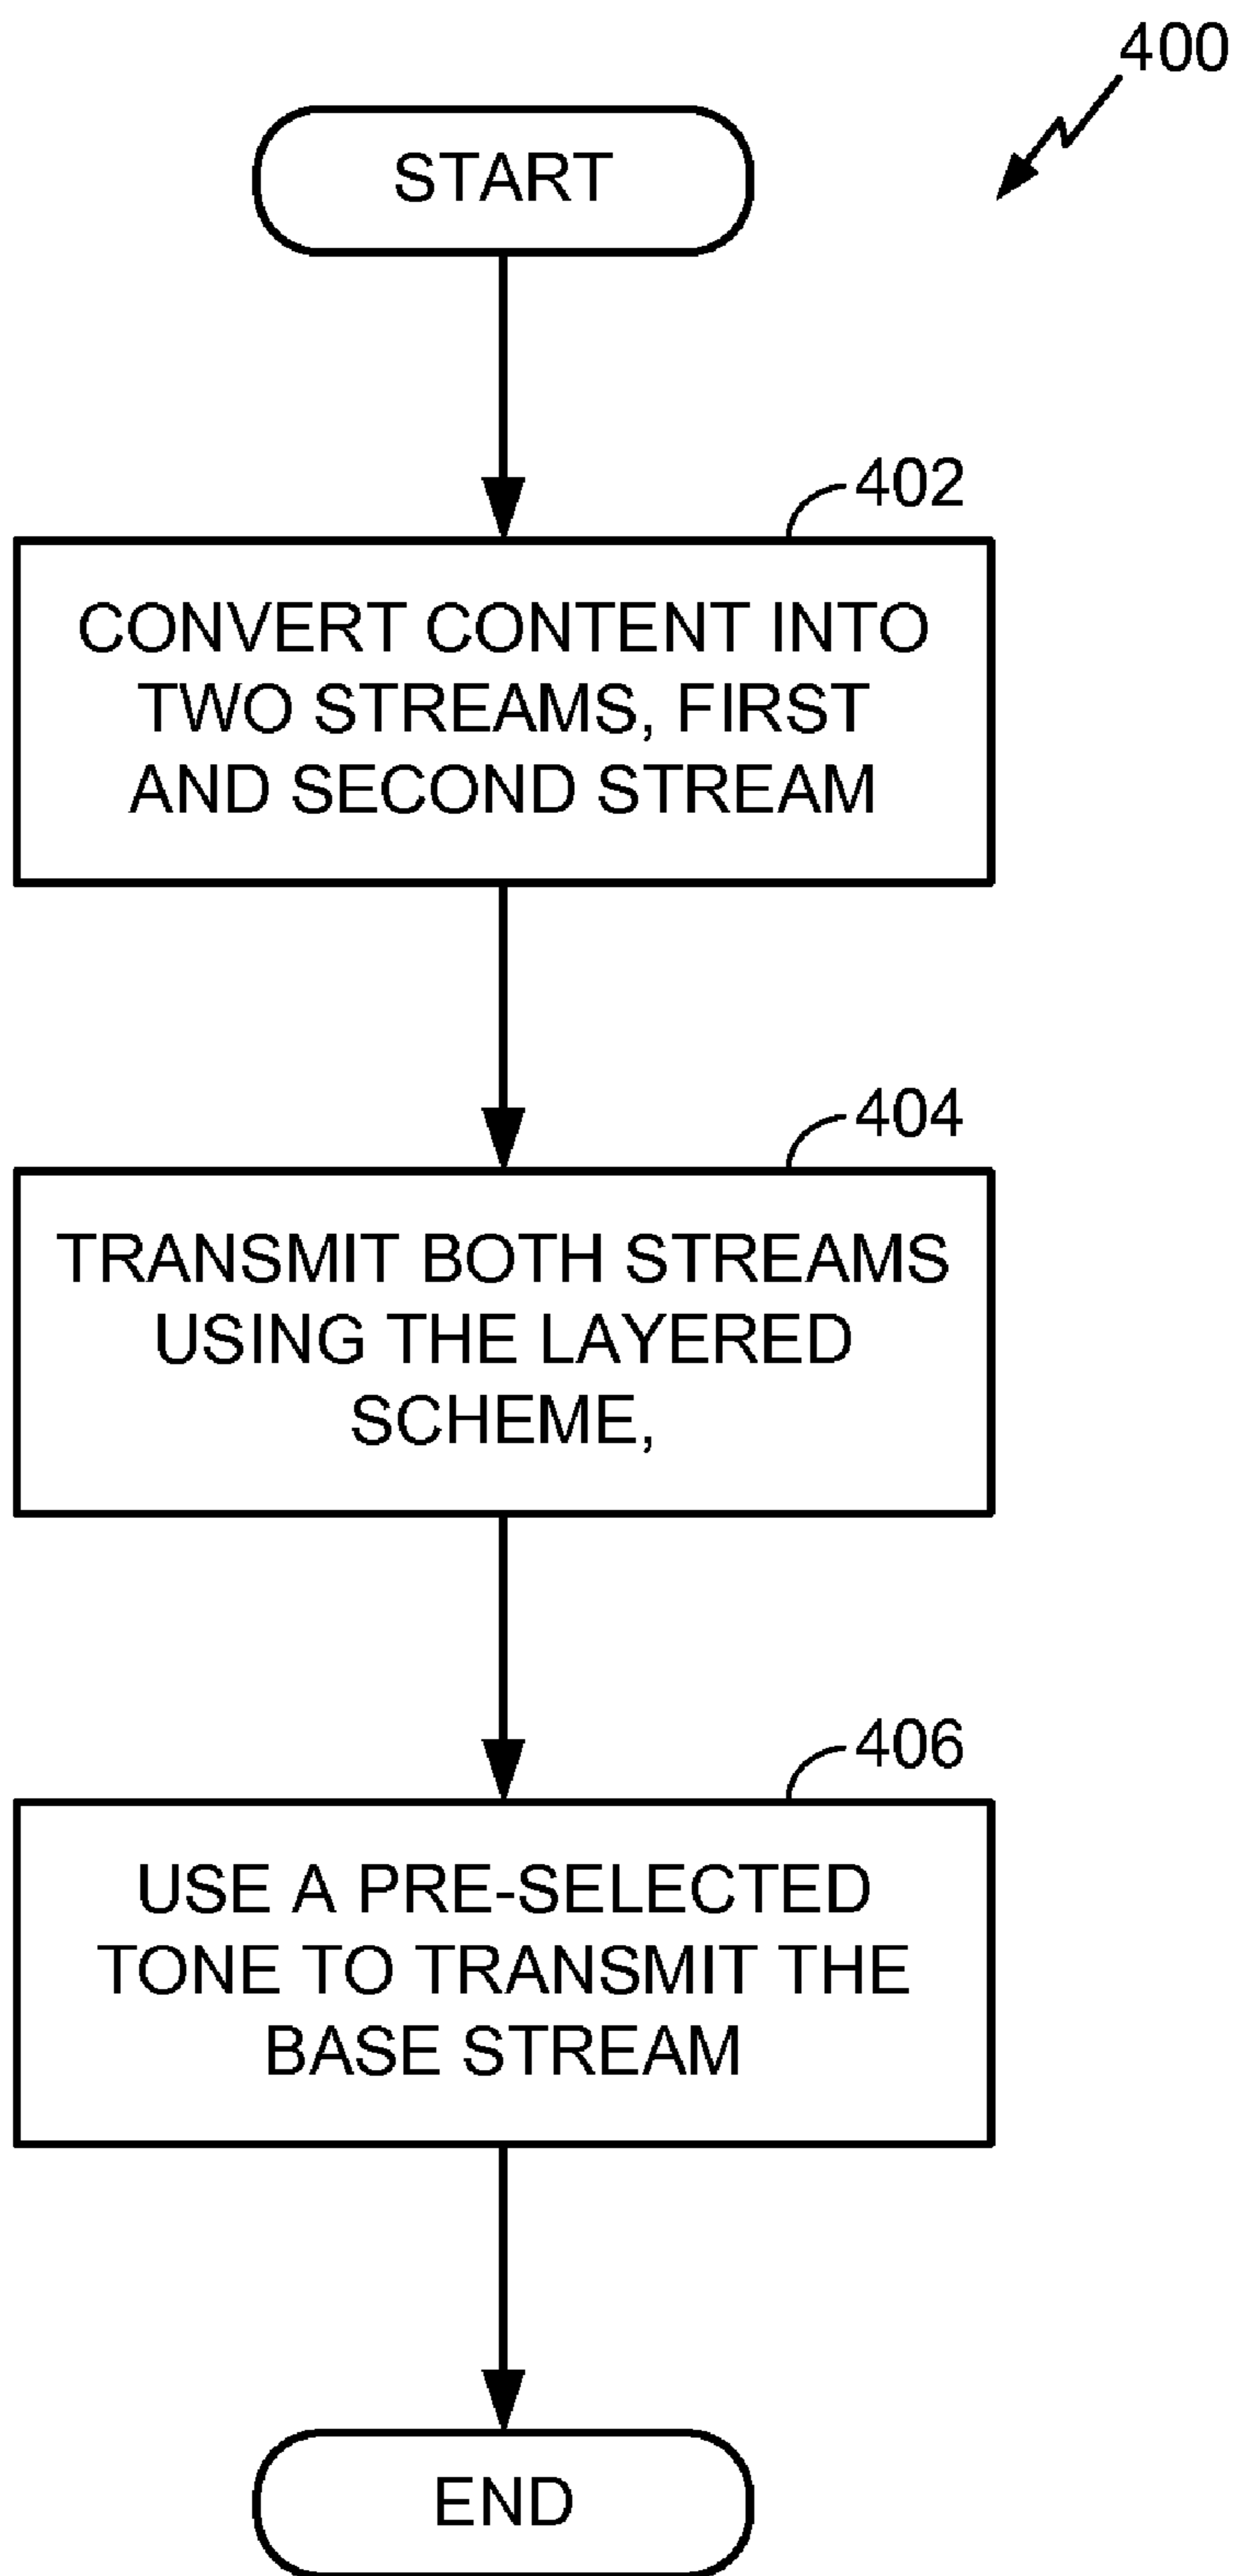 400
START
402
CONVERT CONTENT INTO
TWO STREAMS, FIRST
AND SECOND STREAM
404
TRANSMIT BOTH STREAMS
USING THE LAYERED
SCHEME,
406
USE A PRE-SELECTED
TONE TO TRANSMIT THE
BASE STREAM
END